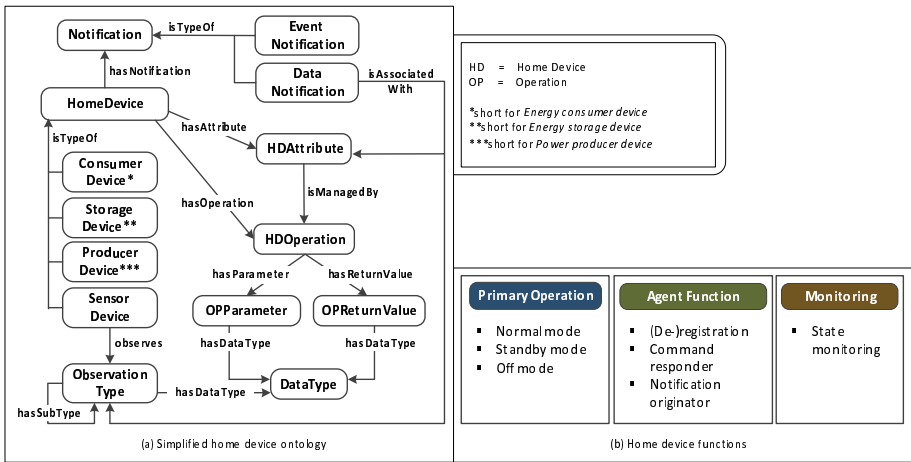 Notification
isTypeOf
Event
Notification
hasNotification
Data
Notification
isAssociated
With
HomeDevice
hasAttribute
isTypeOf
HDAttribute
Consumer
Device*
isManagedBy
hasOperation
Storage
Device**
HDOperation
Producer
Device***
hasParameter
hasReturnValue
Sensor
Device
OPParameter
OPReturnValue
observes
hasDataType
hasDataType
Observation
Type
hasDataType
DataType
hasSubType
(a) Simplified home device ontology
HD = Home Device
OP = Operation
*short for Energy consumer device
**short for Energy storage device
***short for Power producer device
Primary Operation
▪ Normal mode
▪ Standby mode
▪ Off mode
Agent Function
▪ (De-)registration
▪ Command
responder
▪ Notification
originator
Monitoring
▪ State
monitoring
(b) Home device functions